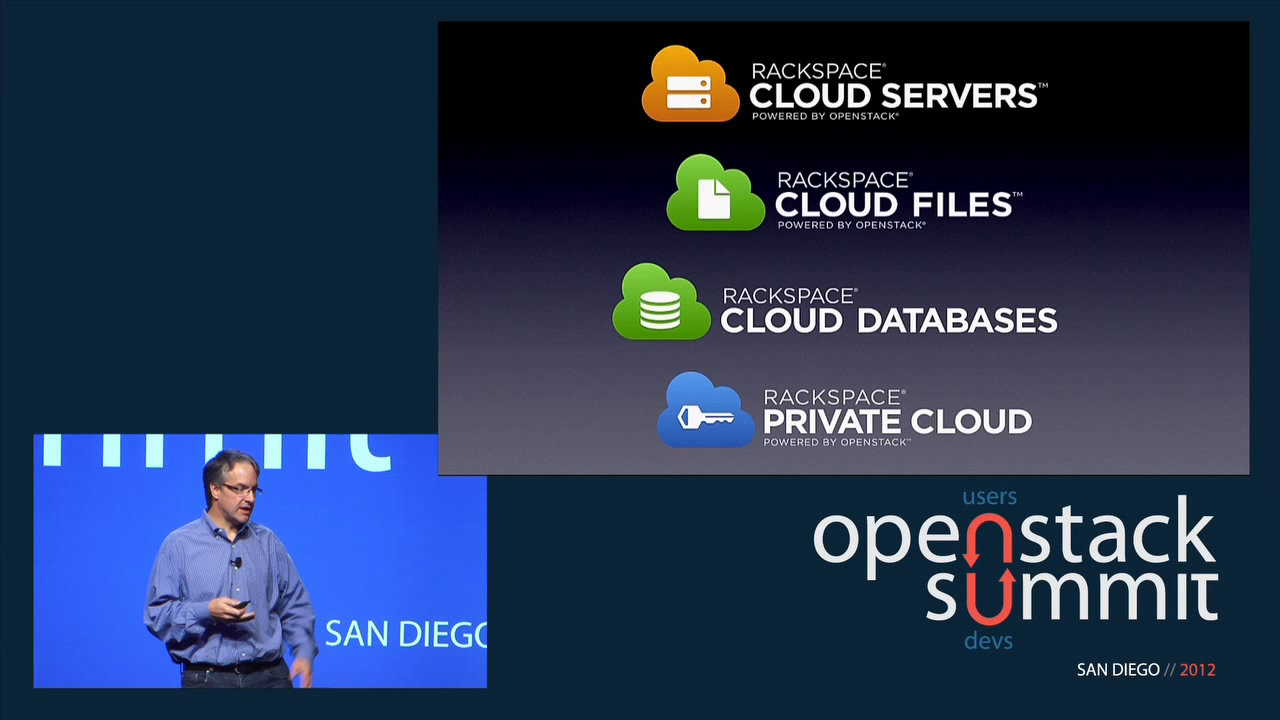 RACKSPACE®
CLOUD SERVERS™
POWERED BY OPENSTACK®
RACKSPACE®
CLOUD FILES™
POWERED BY OPENSTACK®
RACKSPACE®
CLOUD DATABASES
RACKSPACE®
PRIVATE CLOUD
POWERED BY OPENSTACK™
SAN DIEGO
users
openstack
summit
devs
SAN DIEGO // 2012